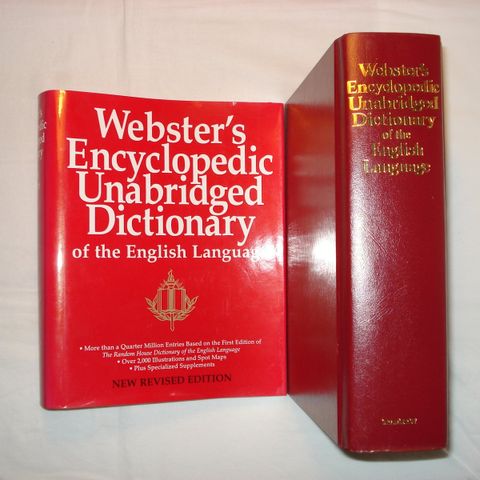 Webster's
Encyclopedic
Unabridged
Dictionary
of the English Language
• More than a Quarter Million Entries Based on the First Edition of
The Random House Dictionary of the English Language
• Over 2,000 Illustrations and Spot Maps
• Plus Specialized Supplements
NEW REVISED EDITION
Webster's
Encyclopedic
Unabridged
Dictionary
of the
English
Language